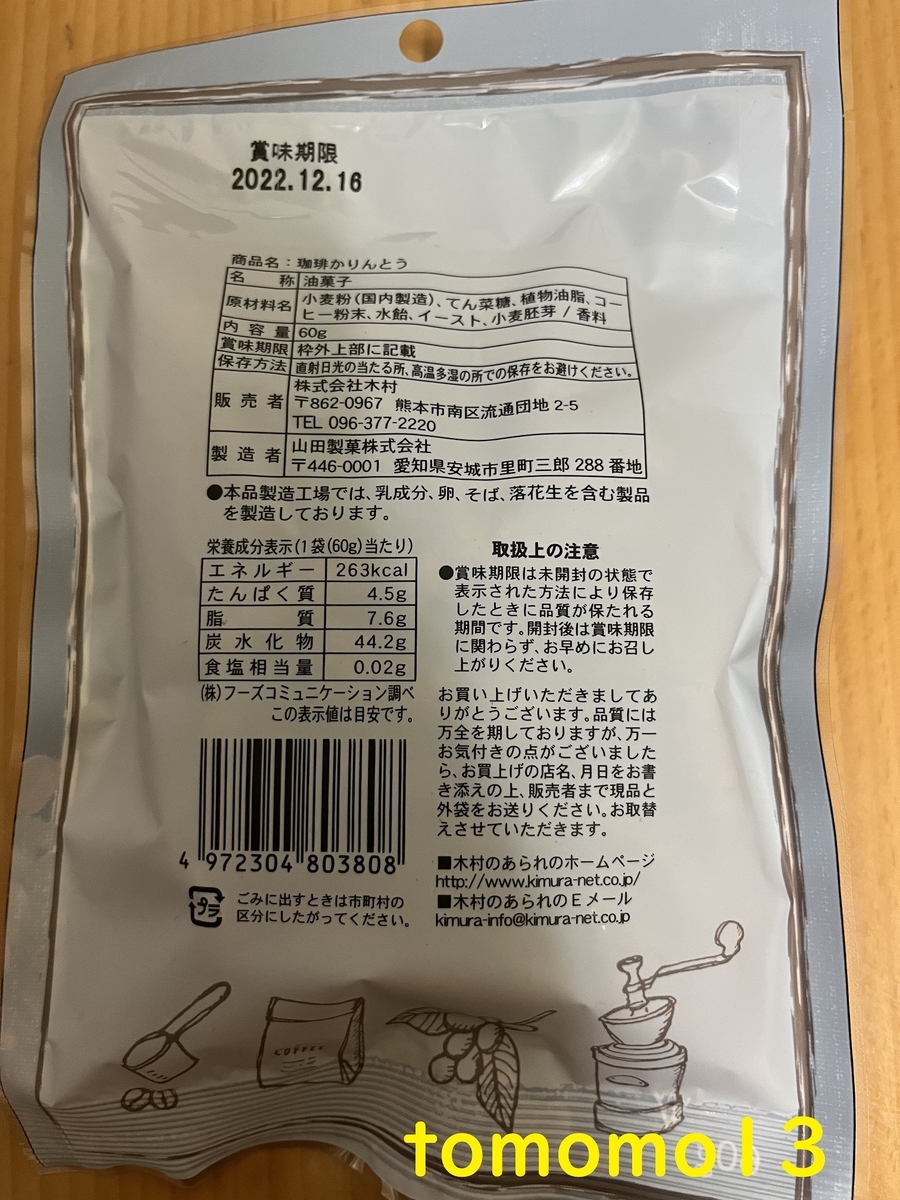 賞味期限
2022.12.16
商品名：珈琲かりんとう
名称 油菓子
原材料名 小麦粉（国内製造）、てん菜糖、植物油脂、コー
ヒー粉末、水飴、イースト、小麦胚芽 / 香料
内容量 60g
賞味期限 枠外上部に記載
保存方法 直射日光の当たる所、高温多湿の所での保存をお避けください。
販売者 株式会社木村
〒862-0967 熊本市南区流通団地 2-5
TEL 096-377-2220
製造者 山田製菓株式会社
〒446-0001 愛知県安城市里町三郎 288 番地
●本品製造工場では、乳成分、卵、そば、落花生を含む製品
を製造しております。
栄養成分表示(1袋(60g)当たり)
エネルギー 263kcal
たんぱく質 4.5g
脂質 7.6g
炭水化物 44.2g
食塩相当量 0.02g
(株)フーズコミュニケーション調べ
この表示値は目安です。
4 972304 803808
プラ
ごみに出すときは市町村の
区分にしたがってください。
取扱上の注意
●賞味期限は未開封の状態で
表示された方法により保存
したときに品質が保たれる
期間です。開封後は賞味期限
に関わらず、お早めにお召し
上がりください。
お買い上げいただきましてあ
りがとうございます。品質には
万全を期しておりますが、万一
お気付きの点がございました
ら、お買上げの店名、月日をお書
き添えの上、販売者まで現品と
外袋をお送りください。お取替
えさせていただきます。
■木村のあられのホームページ
http://www.kimura-net.co.jp/
■木村のあられのEメール
kimura-info@kimura-net.co.jp
COFFEE
tomomo13